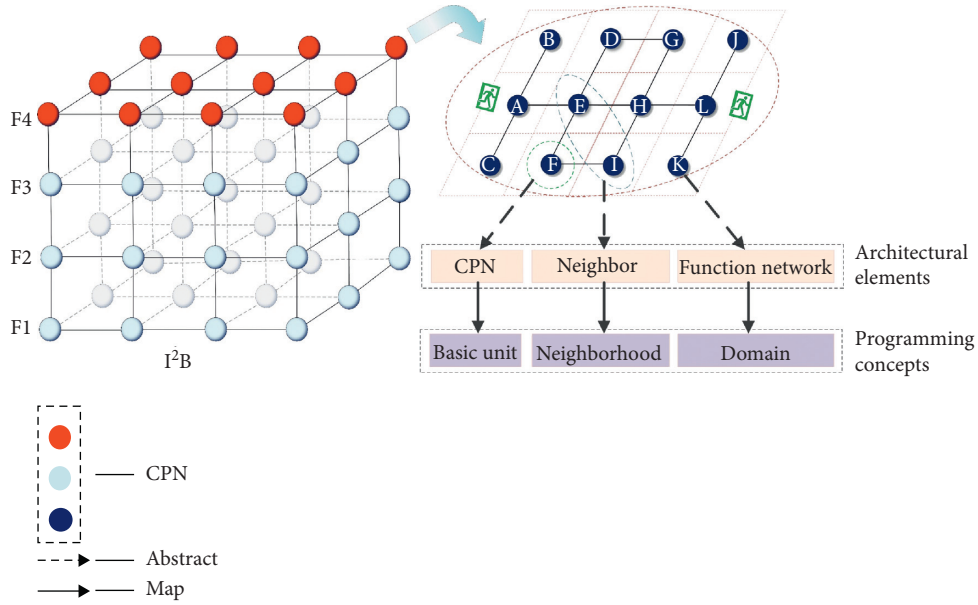 B
D
G
J
A
E
H
L
C
F
I
K
F4
F3
F2
F1
I²B
CPN
Neighbor
Function network
Architectural
elements
Basic unit
Neighborhood
Domain
Programming
concepts
CPN
Abstract
Map